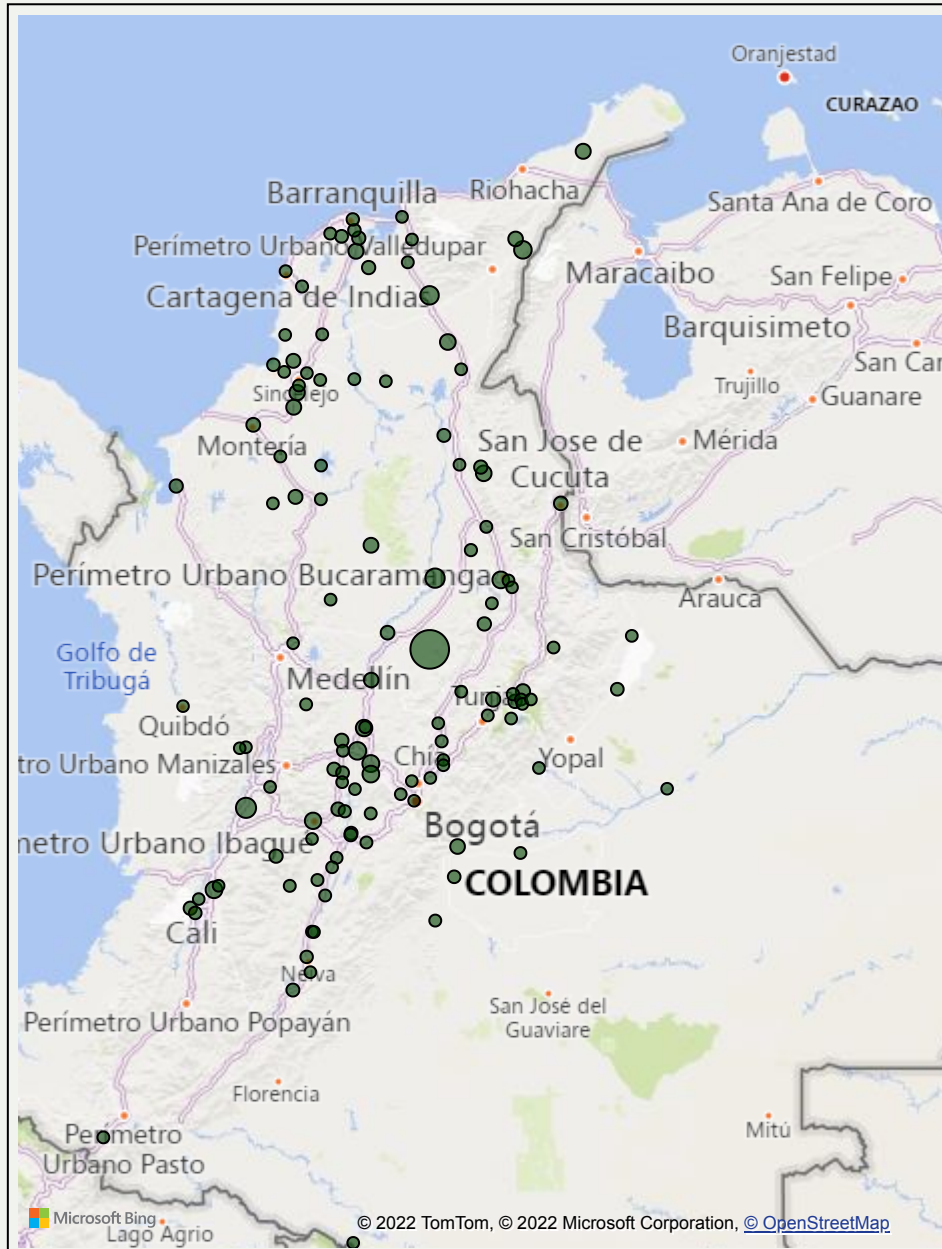 Oranjestad
CURAZAO
Barranquilla
Riohacha
Santa Ana de Coro
Perímetro Urbano Valledupar
Maracaibo
San Felipe
Cartagena de Indias
Barquisimeto
San Car
Trujillo
Guanare
Sincelejo
Montería
San Jose de
Cucuta
Mérida
San Cristóbal
Perímetro Urbano Bucaramanga
Arauca
Golfo de
Tribugá
Medellín
Tunja
Quibdó
tro Urbano Manizales
Chía
Yopal
metro Urbano Ibagué
Bogotá
COLOMBIA
Cali
Neiva
San José del
Guaviare
Perímetro Urbano Popayán
Florencia
Mitú
Perímetro
Urbano Pasto
Microsoft Bing
Lago Agrio
© 2022 TomTom, © 2022 Microsoft Corporation, © OpenStreetMap